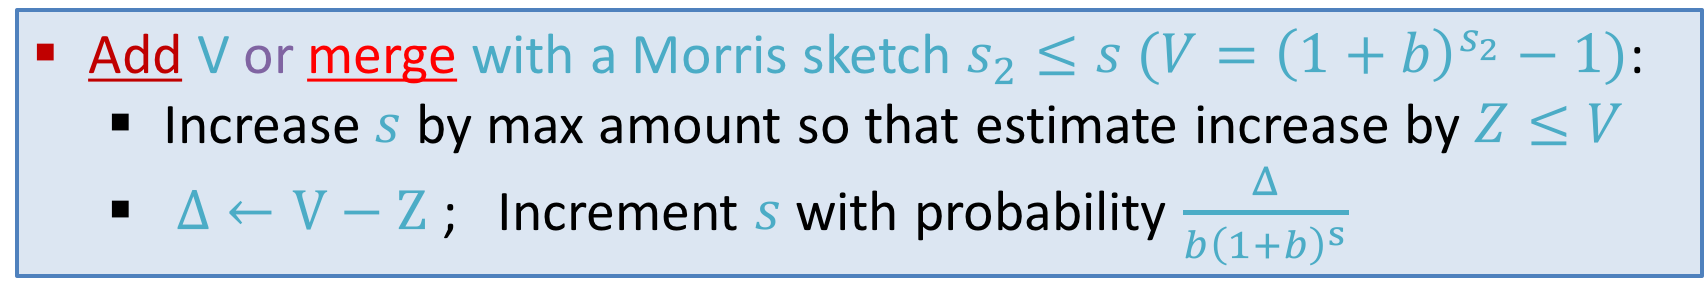 ▪ Add V or merge with a Morris sketch s₂ ≤ s (V = (1 + b)^{s₂} − 1):
▪ Increase s by max amount so that estimate increase by Z ≤ V
▪ Δ ← V − Z ; Increment s with probability Δ/(b(1+b)^s)